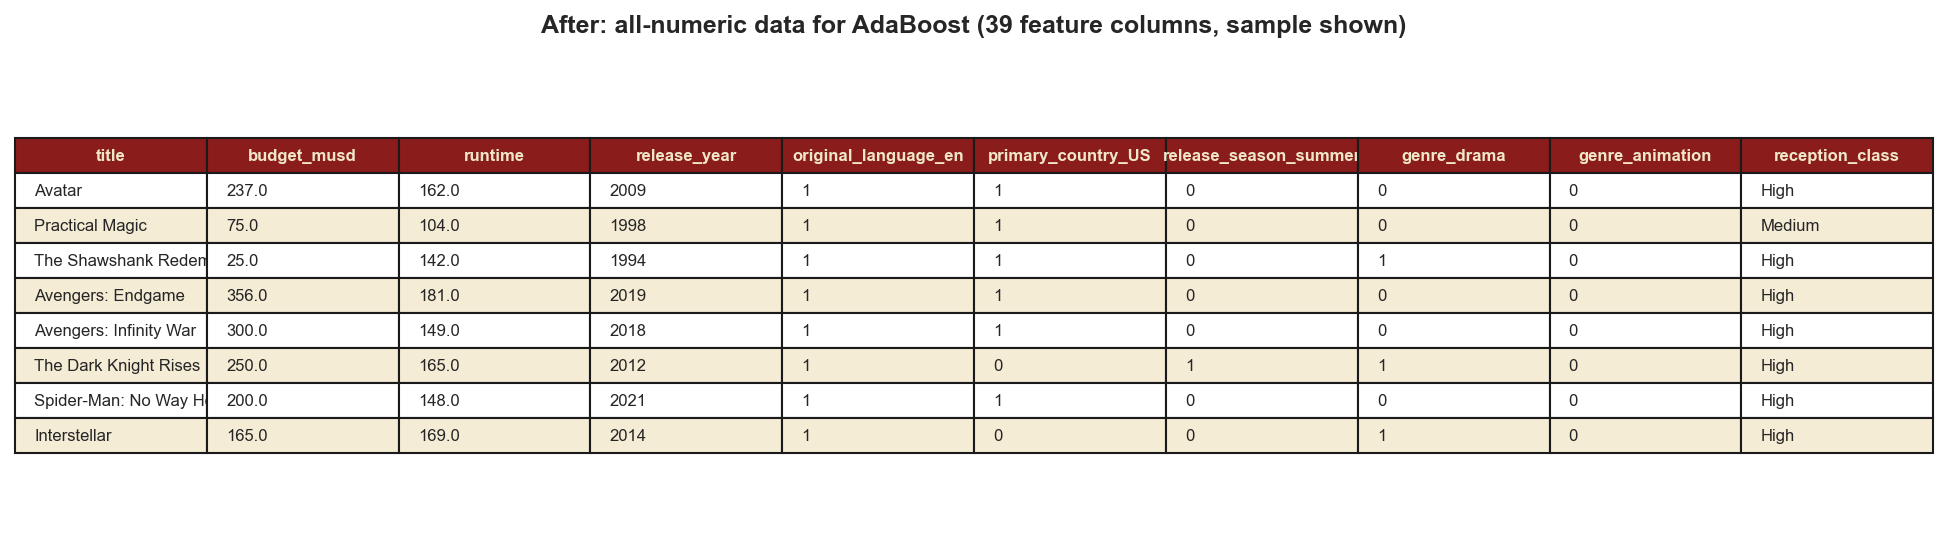 After: all-numeric data for AdaBoost (39 feature columns, sample shown)
title budget_musd runtime release_year original_language_en primary_country_US release_season_summer genre_drama genre_animation reception_class
Avatar 237.0 162.0 2009 1 1 0 0 0 High
Practical Magic 75.0 104.0 1998 1 1 0 0 0 Medium
The Shawshank Redem 25.0 142.0 1994 1 1 0 1 0 High
Avengers: Endgame 356.0 181.0 2019 1 1 0 0 0 High
Avengers: Infinity War 300.0 149.0 2018 1 1 0 0 0 High
The Dark Knight Rises 250.0 165.0 2012 1 0 1 1 0 High
Spider-Man: No Way H 200.0 148.0 2021 1 1 0 0 0 High
Interstellar 165.0 169.0 2014 1 0 0 1 0 High